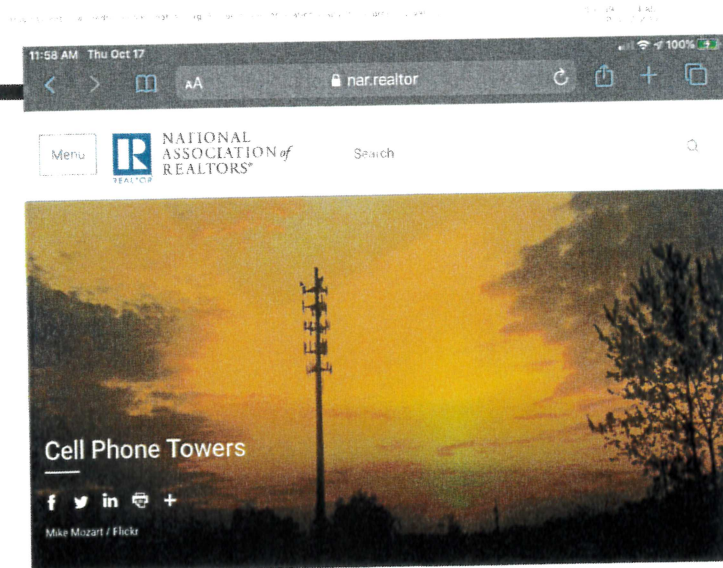 11:58 AM Thu Oct 17
100%
AA
nar.realtor
Menu
R
REALTOR
NATIONAL
ASSOCIATION of
REALTORS®
Search
Cell Phone Towers
f in +
Mike Mozart / Flickr